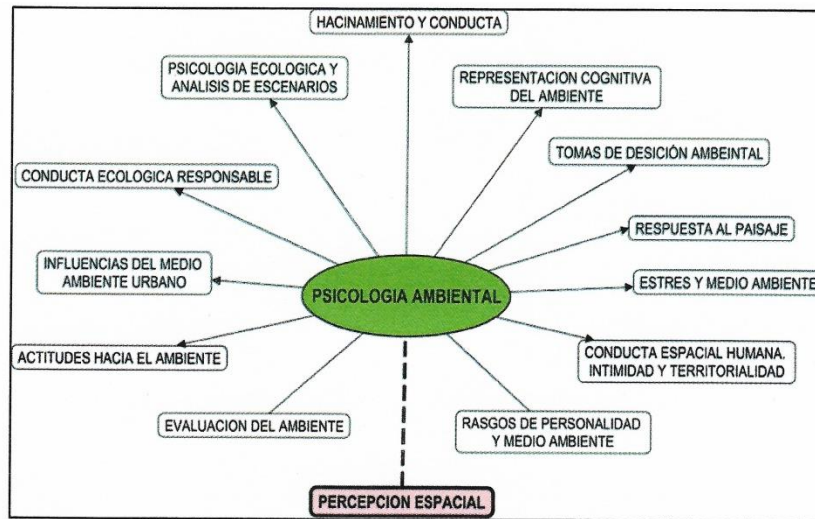 HACINAMIENTO Y CONDUCTA
PSICOLOGIA ECOLOGICA Y
ANALISIS DE ESCENARIOS
REPRESENTACION COGNITIVA
DEL AMBIENTE
TOMAS DE DESICIÓN AMBEINTAL
CONDUCTA ECOLOGICA RESPONSABLE
RESPUESTA AL PAISAJE
INFLUENCIAS DEL MEDIO
AMBIENTE URBANO
PSICOLOGIA AMBIENTAL
ESTRES Y MEDIO AMBIENTE
ACTITUDES HACIA EL AMBIENTE
CONDUCTA ESPACIAL HUMANA.
INTIMIDAD Y TERRITORIALIDAD
EVALUACION DEL AMBIENTE
RASGOS DE PERSONALIDAD
Y MEDIO AMBIENTE
PERCEPCION ESPACIAL